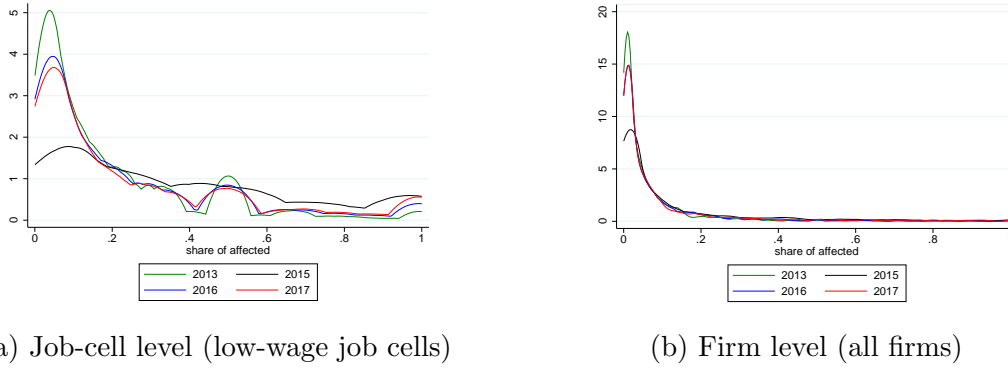 5
4
3
2
1
0
0 .2 .4 .6 .8 1
share of affected
2013 2015
2016 2017
a) Job-cell level (low-wage job cells)
20
15
10
5
0
0 .2 .4 .6 .8
share of affected
2013 2015
2016 2017
(b) Firm level (all firms)